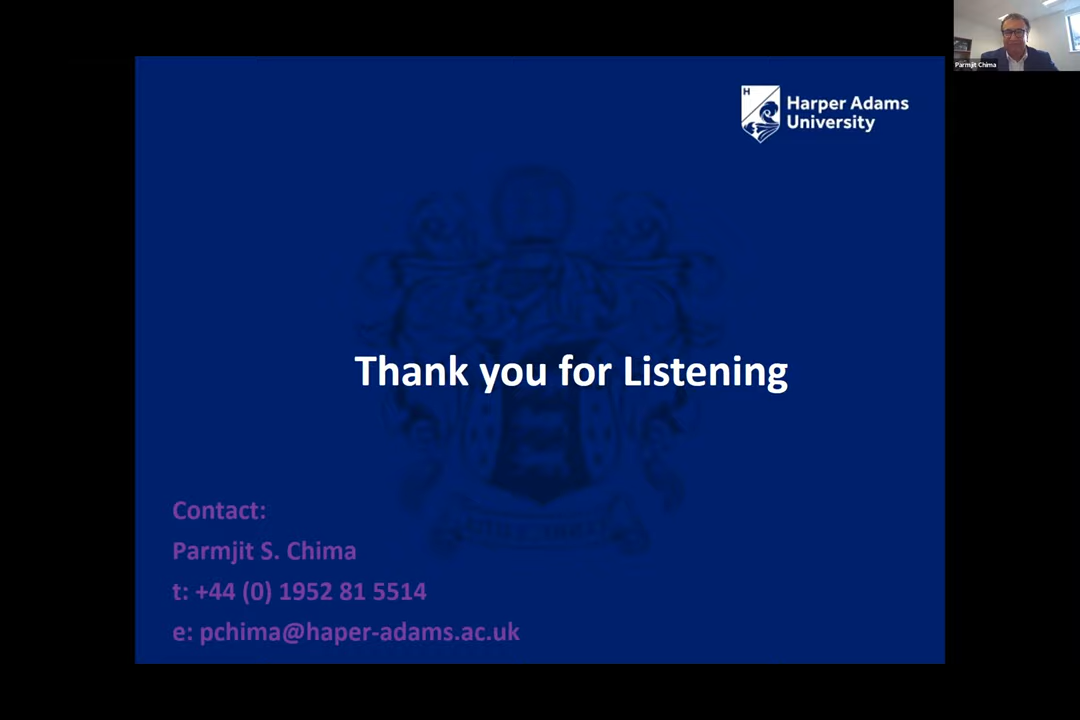 Parmjit Chima
H
Harper Adams
University
Thank you for Listening
Contact:
Parmjit S. Chima
t: +44 (0) 1952 81 5514
e: pchima@haper-adams.ac.uk